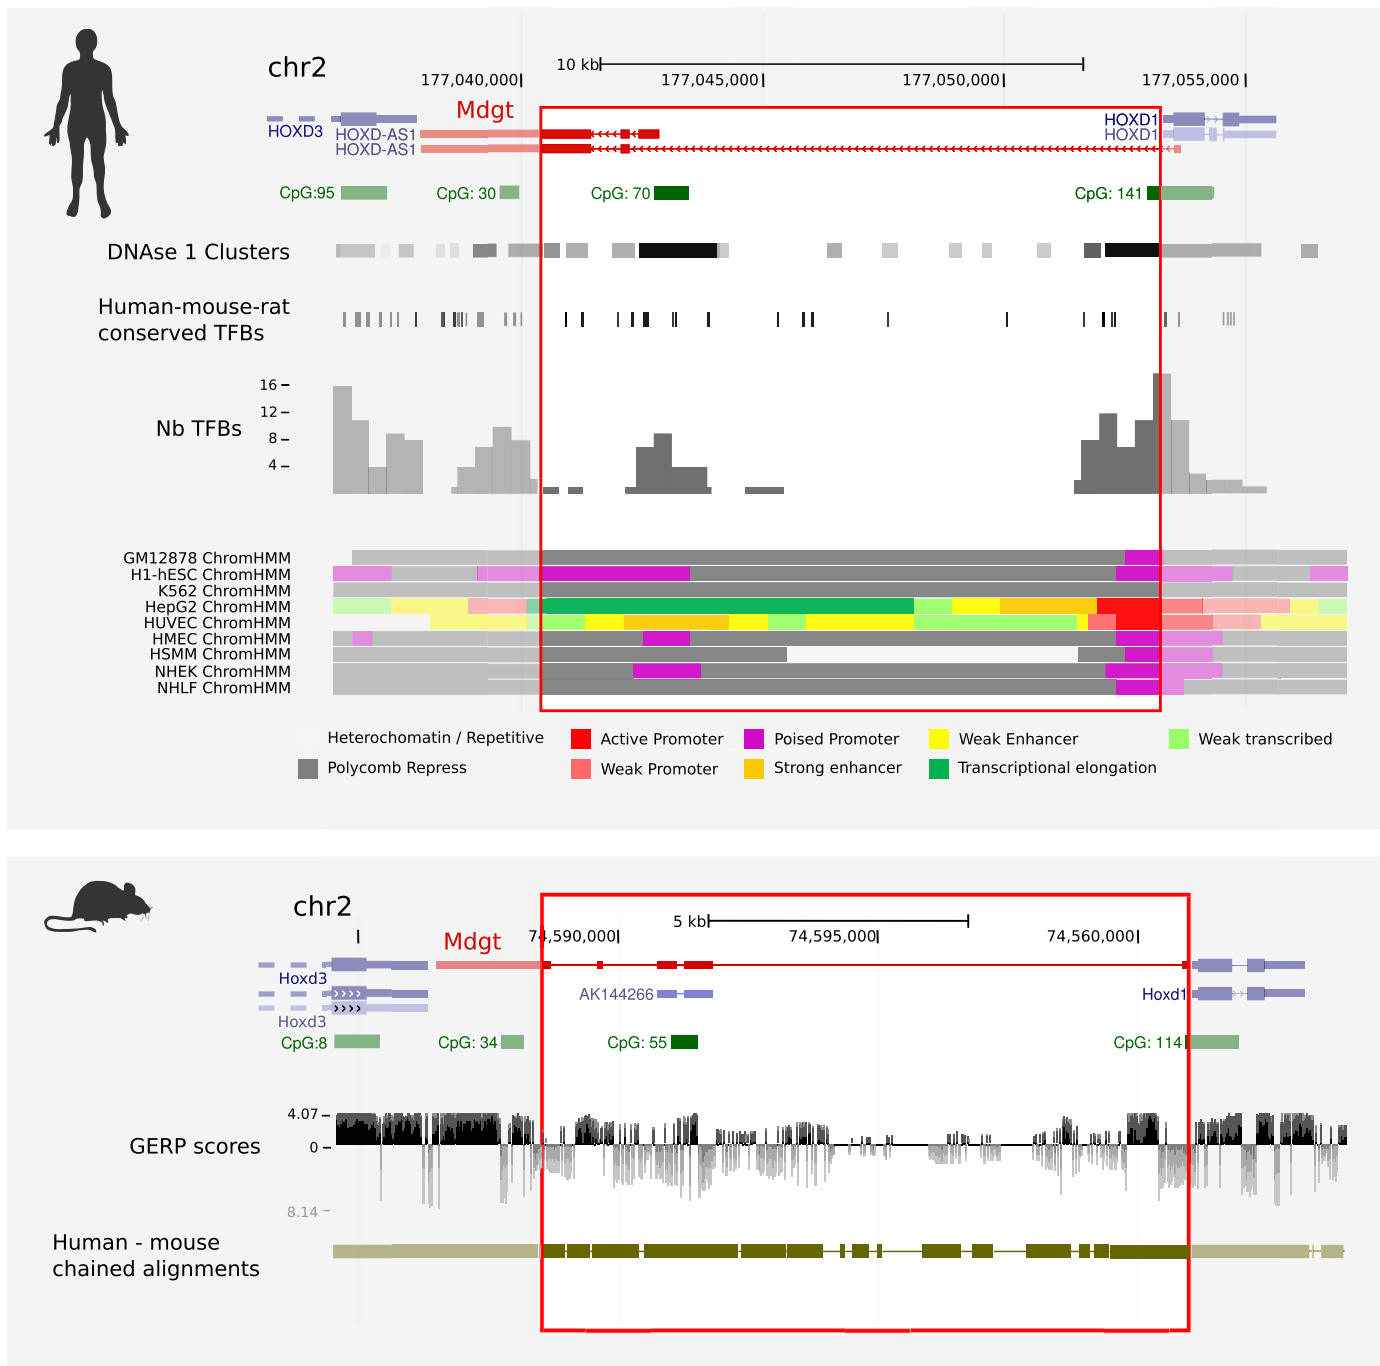 chr2
10 kb
177,040,000 177,045,000 177,050,000 177,055,000
Mdgt
HOXD3 HOXD-AS1 HOXD1
HOXD-AS1 HOXD1
CpG:95 CpG: 30 CpG: 70 CpG: 141
DNAse 1 Clusters
Human-mouse-rat
conserved TFBs
16
12
Nb TFBs
8
4
GM12878 ChromHMM
H1-hESC ChromHMM
K562 ChromHMM
HepG2 ChromHMM
HUVEC ChromHMM
HMEC ChromHMM
HSMM ChromHMM
NHEK ChromHMM
NHLF ChromHMM
Heterochomatin / Repetitive Active Promoter Poised Promoter Weak Enhancer Weak transcribed
Polycomb Repress Weak Promoter Strong enhancer Transcriptional elongation
chr2
5 kb
74,590,000 74,595,000 74,560,000
Mdgt
Hoxd3
AK144266 Hoxd1
Hoxd3
CpG:8 CpG: 34 CpG: 55 CpG: 114
4.07
GERP scores 0
8.14
Human - mouse
chained alignments